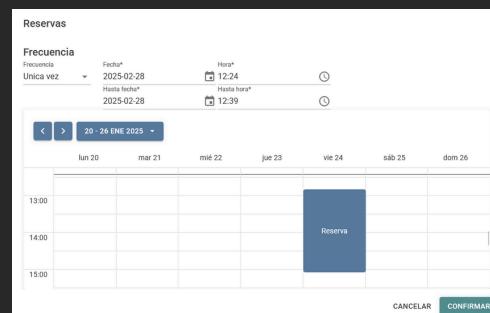 Reservas
Frecuencia
Frecuencia Fecha* Hora*
Unica vez 2025-02-28 12:24
Hasta fecha* Hasta hora*
2025-02-28 12:39
20 - 26 ENE 2025
lun 20 mar 21 mié 22 jue 23 vie 24 sáb 25 dom 26
13:00
Reserva
14:00
15:00
CANCELAR CONFIRMAR